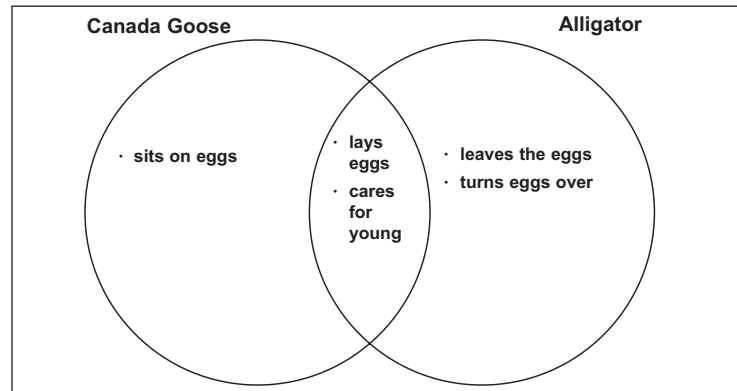 Canada Goose
Alligator
· sits on eggs
· lays
eggs
· cares
for
young
· leaves the eggs
· turns eggs over